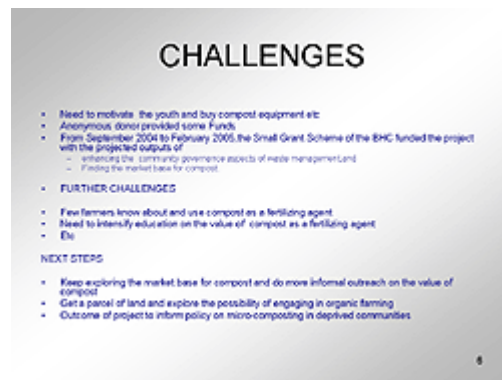 CHALLENGES
• Need to motivate the youth and buy compost equipment etc
• Anonymous donor provided some Funds
• From September 2004 to February 2005, the Small Grant Scheme of the BHC funded the project
with the projected outputs of
– enhancing the community governance aspects of waste management and
– Finding the market base for compost.
• FURTHER CHALLENGES
• Few farmers know about and use compost as a fertilizing agent
• Need to intensify education on the value of compost as a fertilizing agent
• Etc
NEXT STEPS
• Keep exploring the market base for compost and do more informal outreach on the value of
compost
• Get a parcel of land and explore the possibility of engaging in organic farming
• Outcome of project to inform policy on micro-composting in deprived communities
6